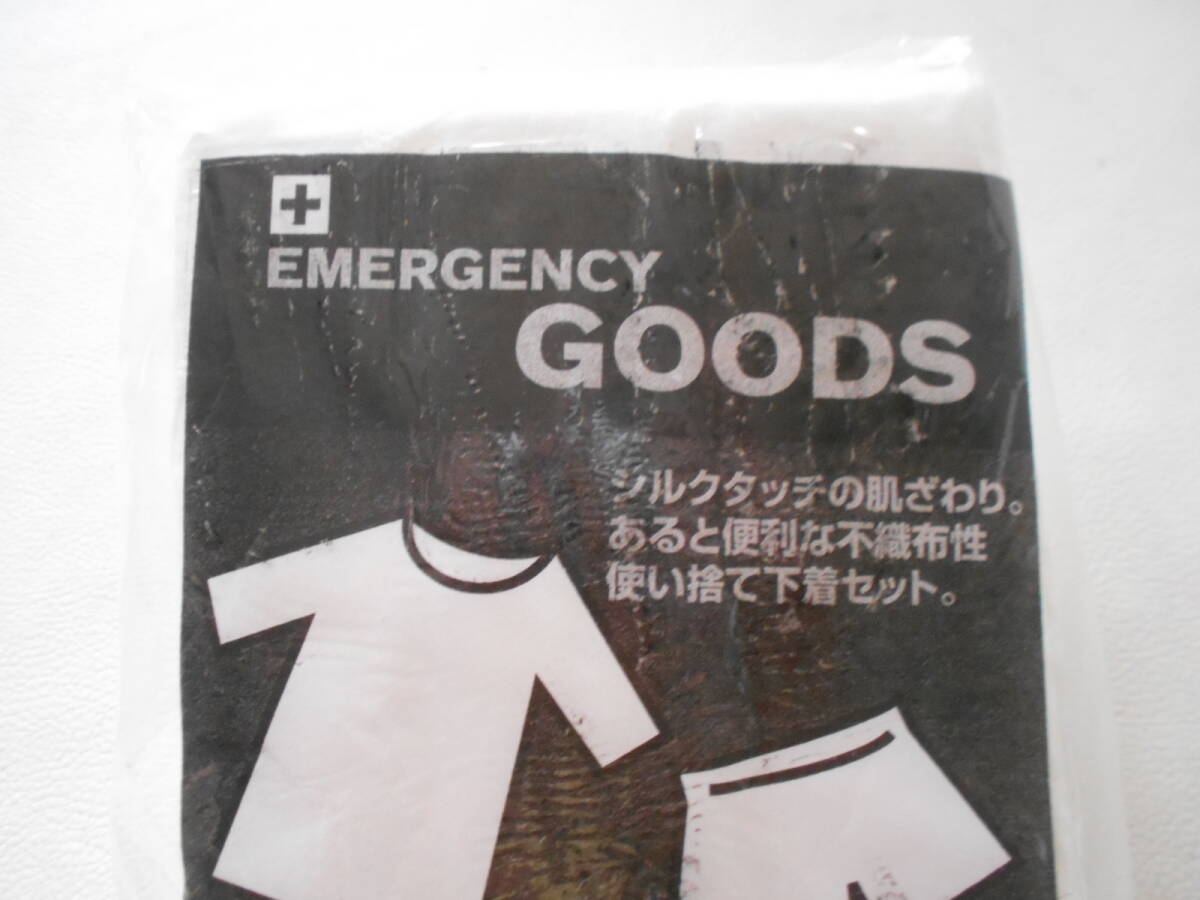 EMERGENCY
GOODS
シルクタッチの肌ざわり。
あると便利な不織布性
使い捨て下着セット。